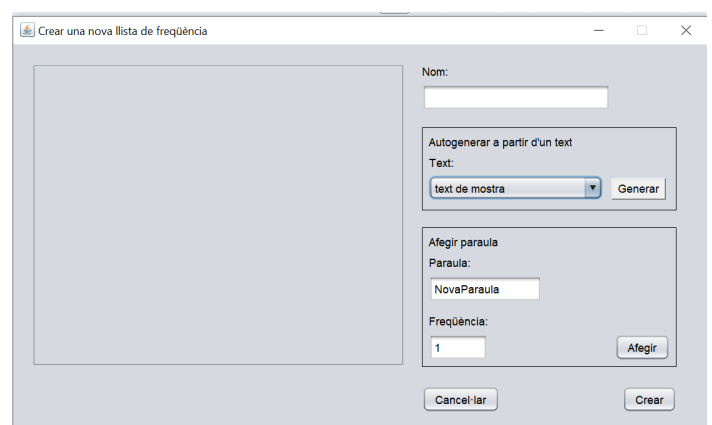 Crear una nova llista de freqüència
Nom:
Autogenerar a partir d'un text
Text:
text de mostra
Generar
Afegir paraula
Paraula:
NovaParaula
Freqüència:
1
Afegir
Cancel·lar
Crear